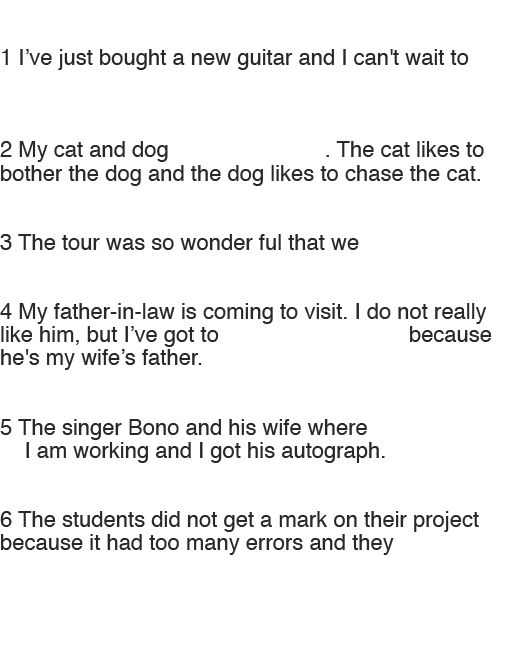 1 I’ve just bought a new guitar and I can't wait to
2 My cat and dog . The cat likes to
bother the dog and the dog likes to chase the cat.
3 The tour was so wonder ful that we
4 My father-in-law is coming to visit. I do not really
like him, but I’ve got to because
he's my wife’s father.
5 The singer Bono and his wife where
I am working and I got his autograph.
6 The students did not get a mark on their project
because it had too many errors and they